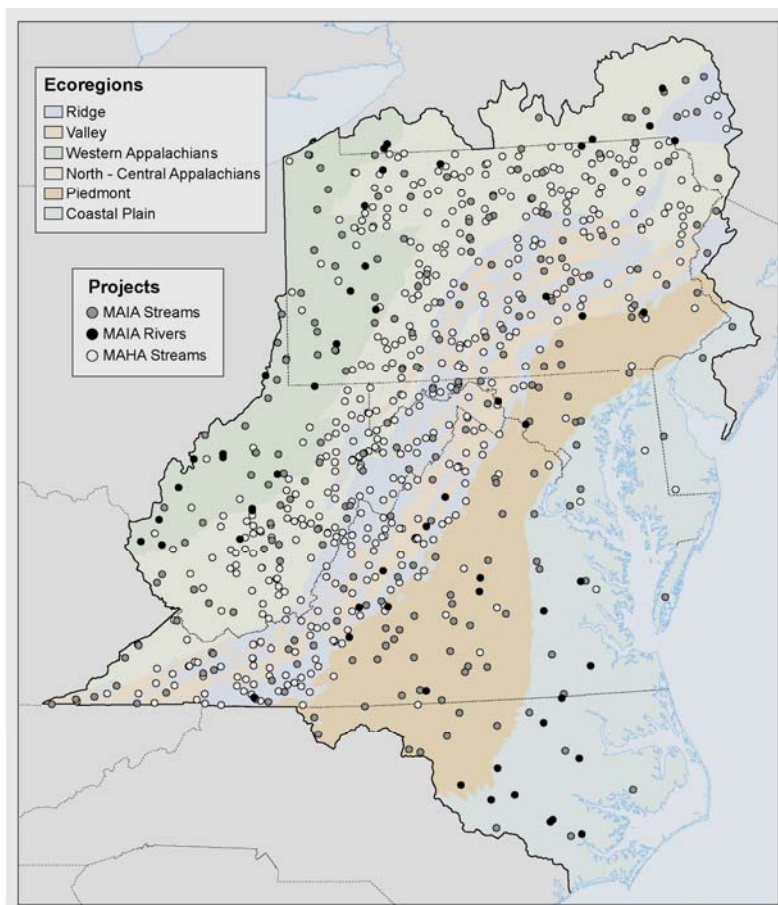 Ecoregions
Ridge
Valley
Western Appalachians
North - Central Appalachians
Piedmont
Coastal Plain
Projects
MAIA Streams
MAIA Rivers
MAHA Streams